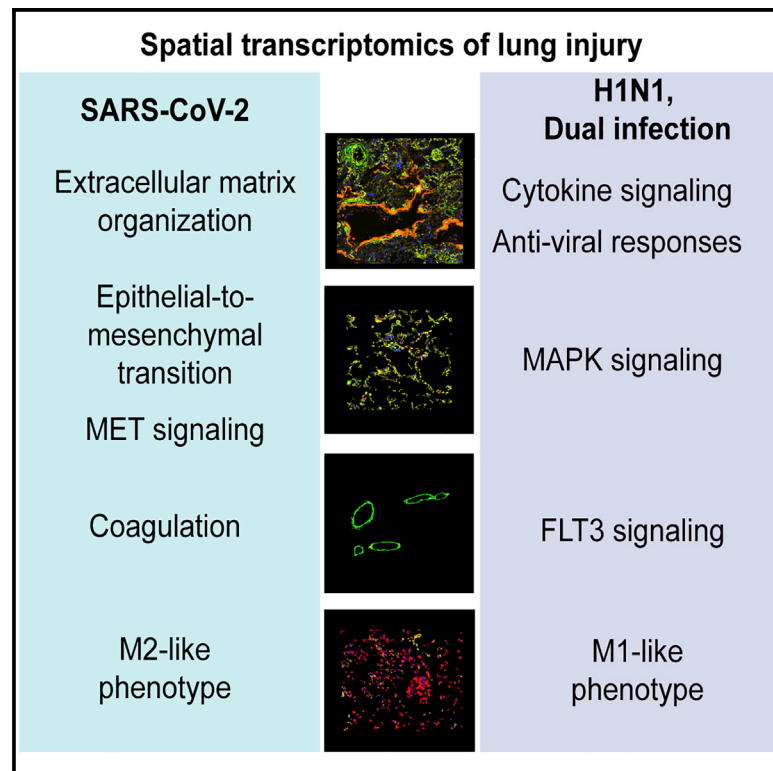 Spatial transcriptomics of lung injury
SARS-CoV-2
Extracellular matrix
organization
Epithelial-to-
mesenchymal
transition
MET signaling
Coagulation
M2-like
phenotype
H1N1,
Dual infection
Cytokine signaling
Anti-viral responses
MAPK signaling
FLT3 signaling
M1-like
phenotype